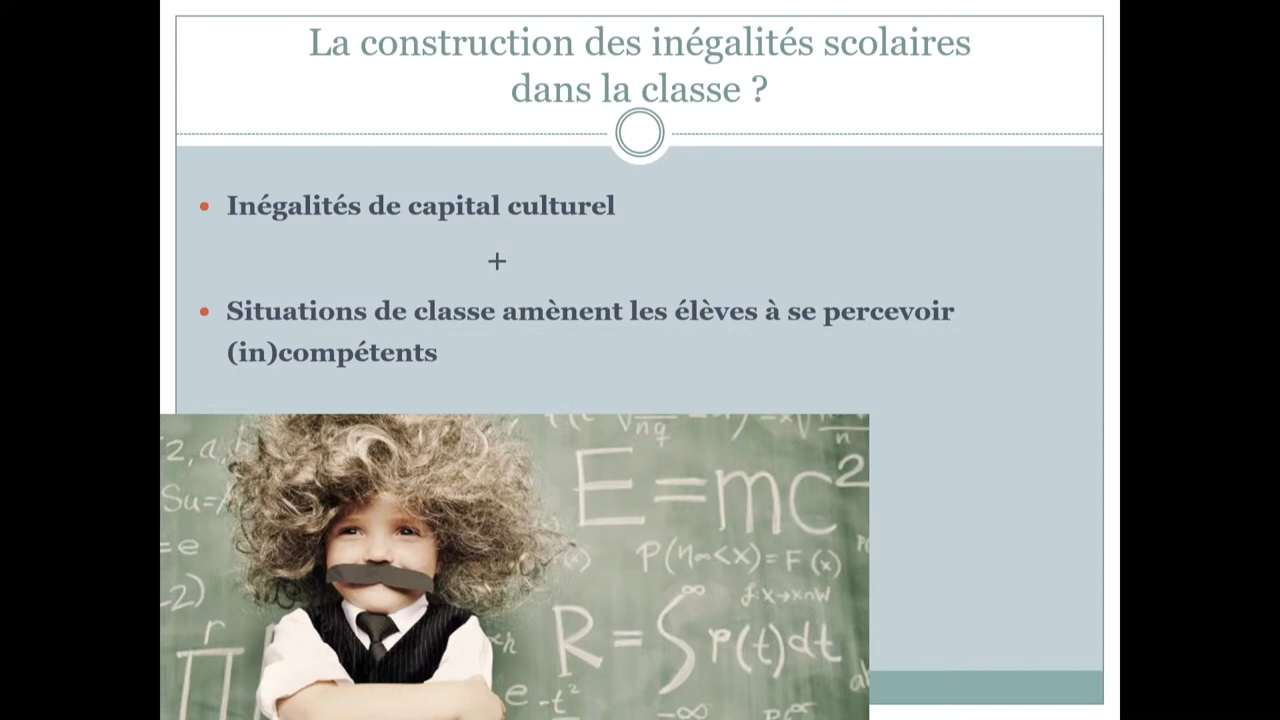 La construction des inégalités scolaires
dans la classe ?
• Inégalités de capital culturel
+
• Situations de classe amènent les élèves à se percevoir
(in)compétents
E=mc²
P(η~<x)=F(x)
R=∫p(t)dt